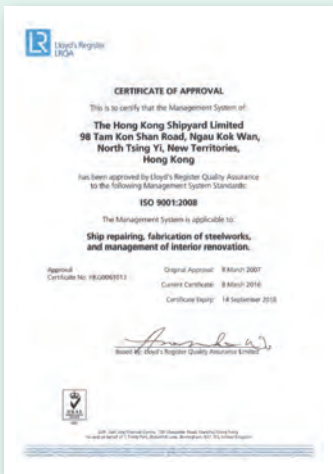 LR
Lloyd's Register
LRQA
CERTIFICATE OF APPROVAL
This is to certify that the Management System of:
The Hong Kong Shipyard Limited
98 Tam Kon Shan Road, Ngau Kok Wan,
North Tsing Yi, New Territories,
Hong Kong
has been approved by Lloyd's Register Quality Assurance
to the following Management System Standards:
ISO 9001:2008
The Management System is applicable to:
Ship repairing, fabrication of steelworks,
and management of interior renovation.
Approval
Certificate No:
Original Approval: 8 March 2007
Current Certificate: 8 March 2016
Certificate Expiry: 14 September 2018
Issued by: Lloyd's Register Quality Assurance Limited
UKAS